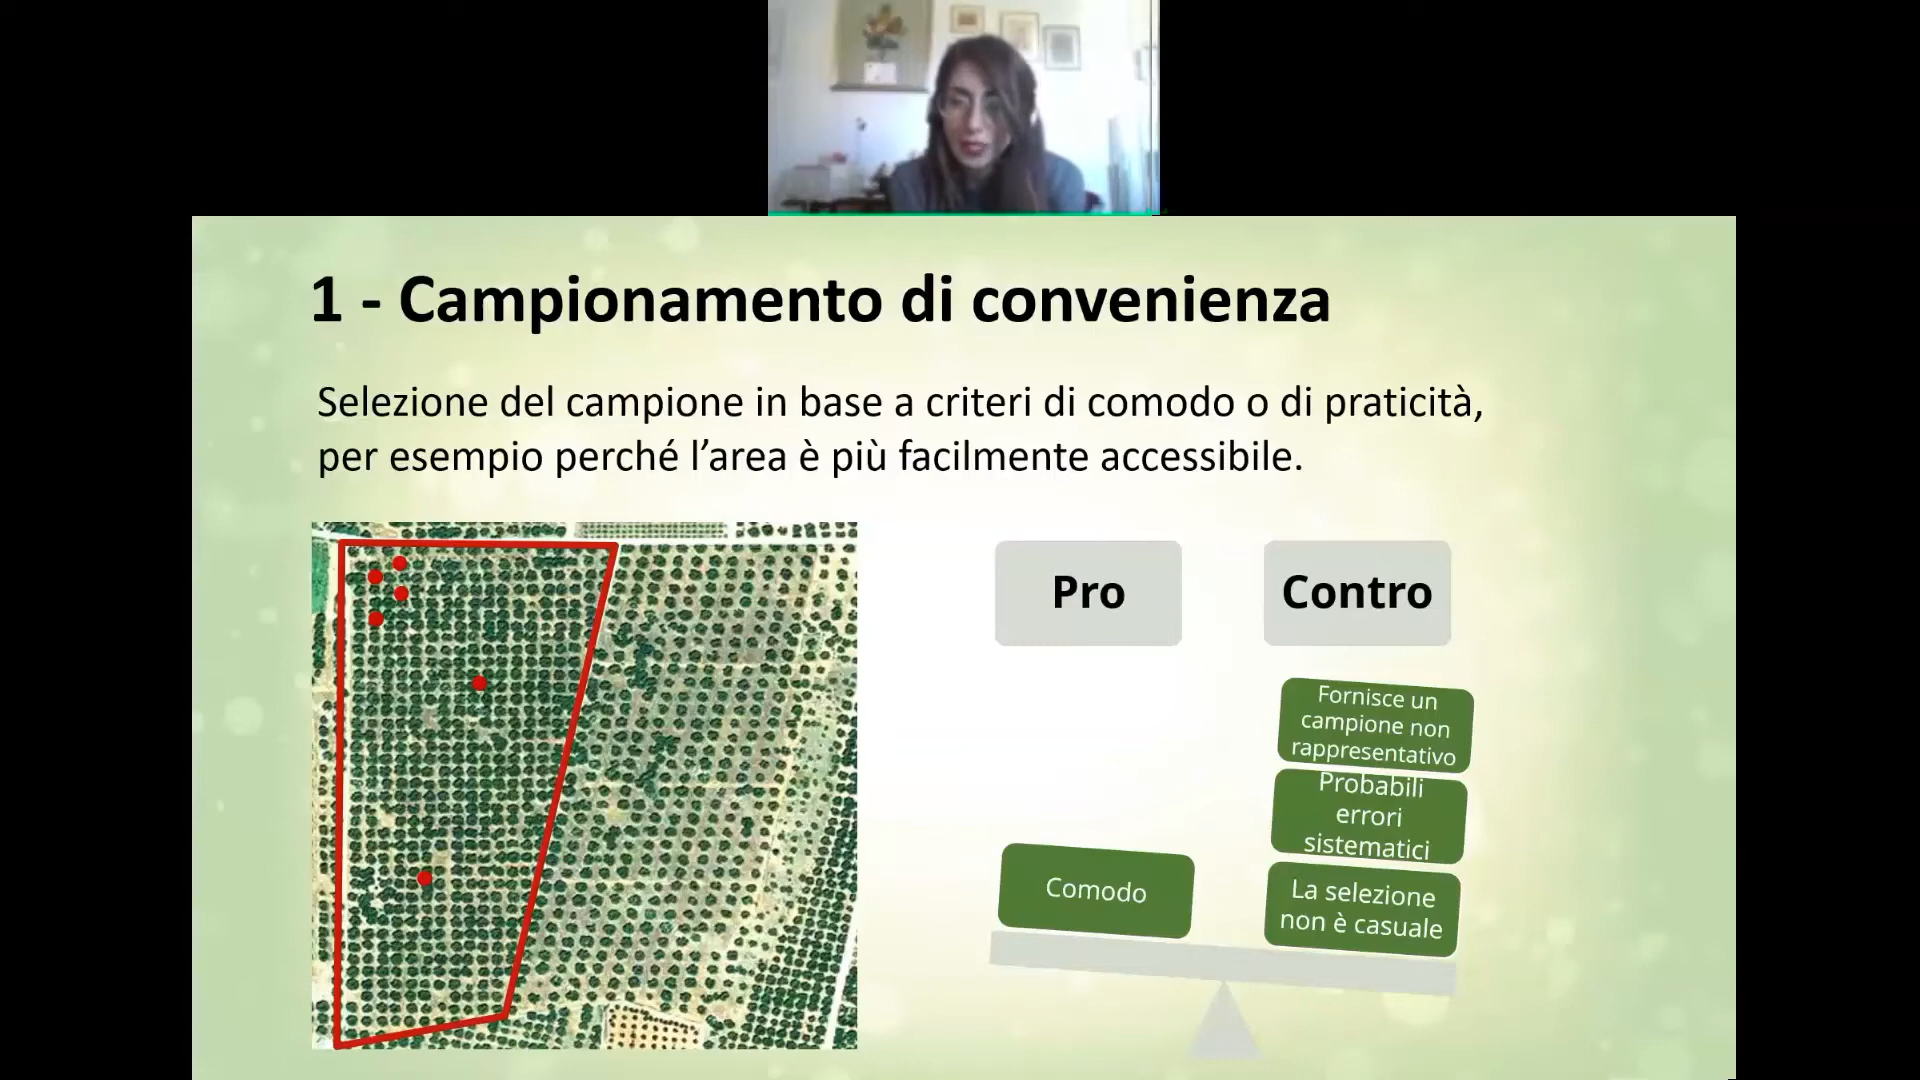 1 - Campionamento di convenienza
Selezione del campione in base a criteri di comodo o di praticità,
per esempio perché l’area è più facilmente accessibile.
Pro
Contro
Fornisce un
campione non
rappresentativo
Probabili
errori
sistematici
Comodo
La selezione
non è casuale